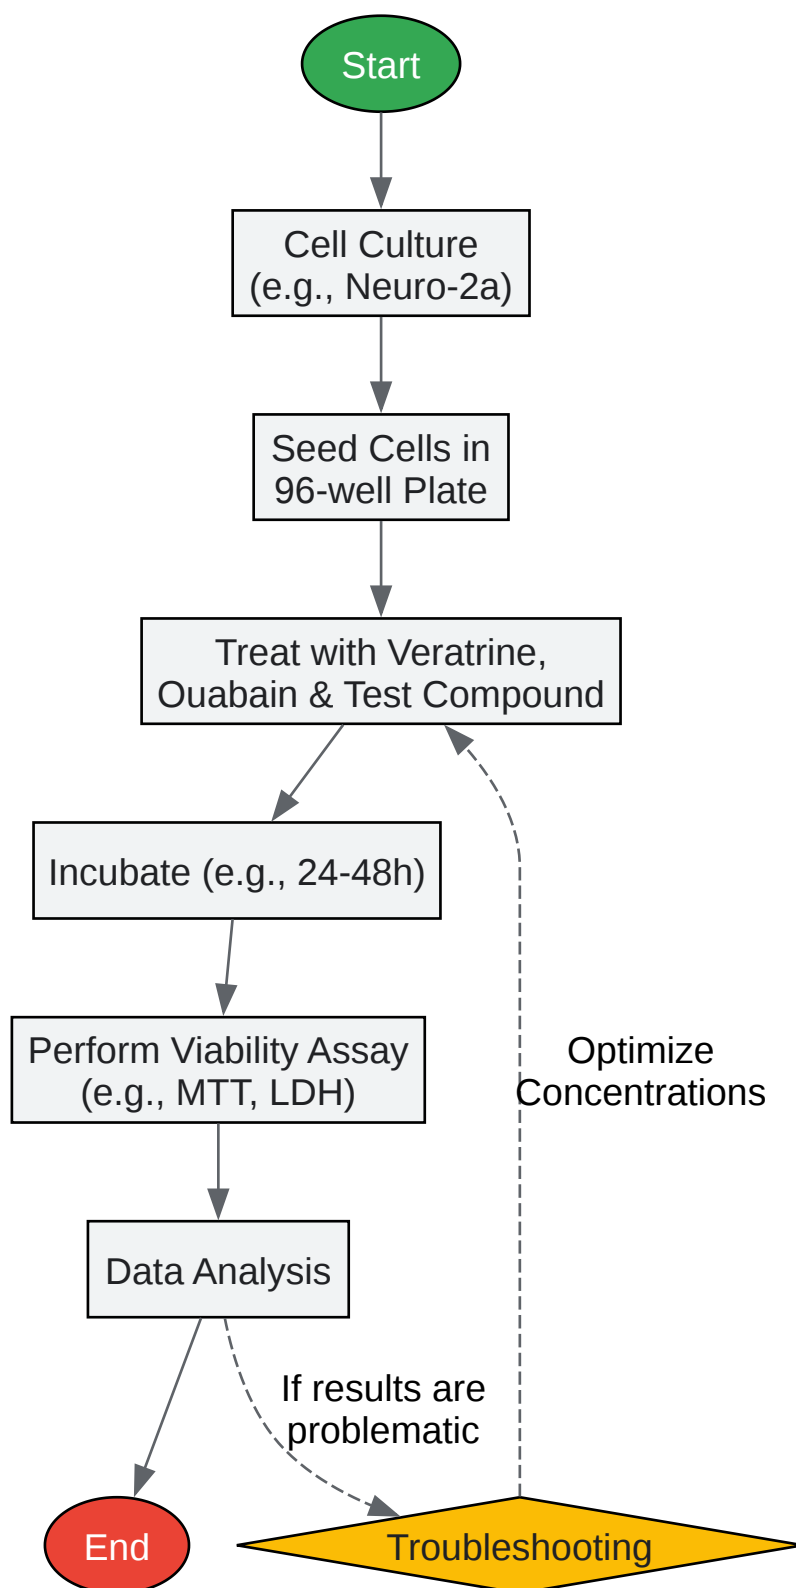 Start
Cell Culture
(e.g., Neuro-2a)
Seed Cells in
96-well Plate
Treat with Veratrine,
Ouabain & Test Compound
Incubate (e.g., 24-48h)
Perform Viability Assay
(e.g., MTT, LDH)
Optimize
Concentrations
Data Analysis
If results are
problematic
End
Troubleshooting